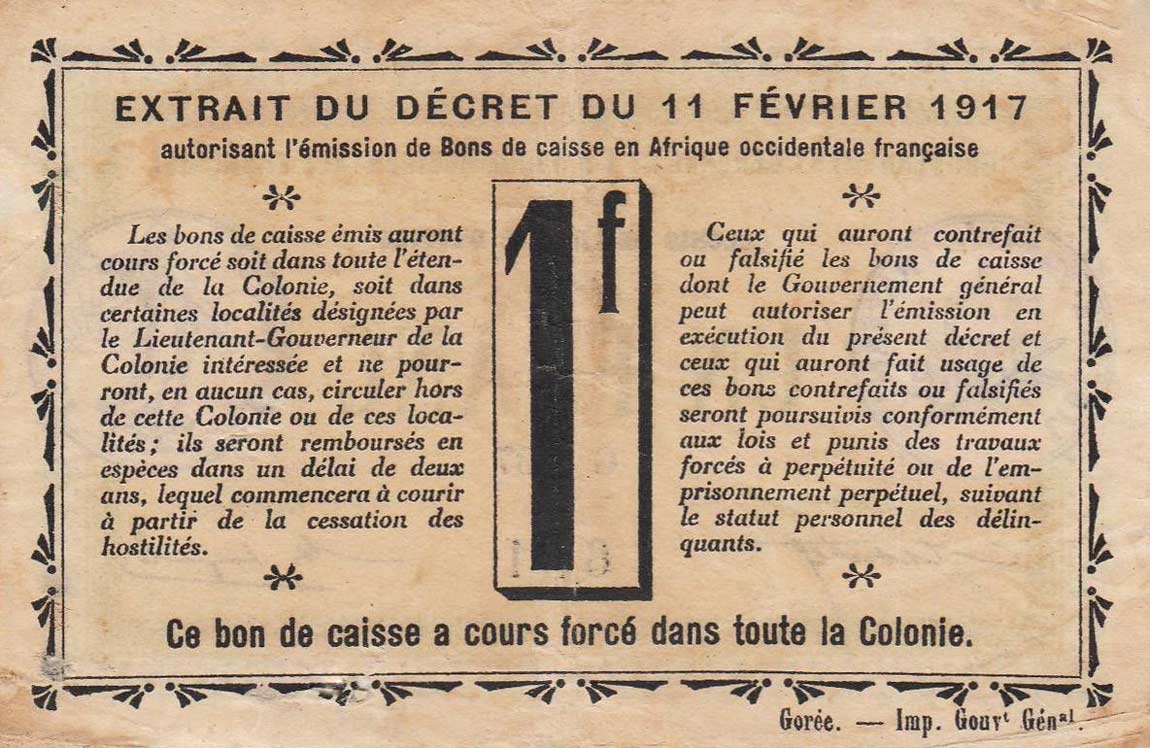 EXTRAIT DU DÉCRET DU 11 FÉVRIER 1917
autorisant l'émission de Bons de caisse en Afrique occidentale française
Les bons de caisse émis auront
cours forcé soit dans toute l'éten-
due de la Colonie, soit dans
certaines localités désignées par
le Lieutenant-Gouverneur de la
Colonie intéressée et ne pour-
ront, en aucun cas, circuler hors
de cette Colonie ou de ces loca-
lités; ils seront remboursés en
espèces dans un délai de deux
ans, lequel commencera à courir
à partir de la cessation des
hostilités.
1f
Ceux qui auront contrefait
ou falsifié les bons de caisse
dont le Gouvernement général
peut autoriser l'émission en
exécution du présent décret et
ceux qui auront fait usage de
ces bons contrefaits ou falsifiés
seront poursuivis conformément
aux lois et punis des travaux
forcés à perpétuité ou de l'em-
prisonnement perpétuel, suivant
le statut personnel des délin-
quants.
Ce bon de caisse a cours forcé dans toute la Colonie.
Gorée. — Imp. Gouvt Génal.